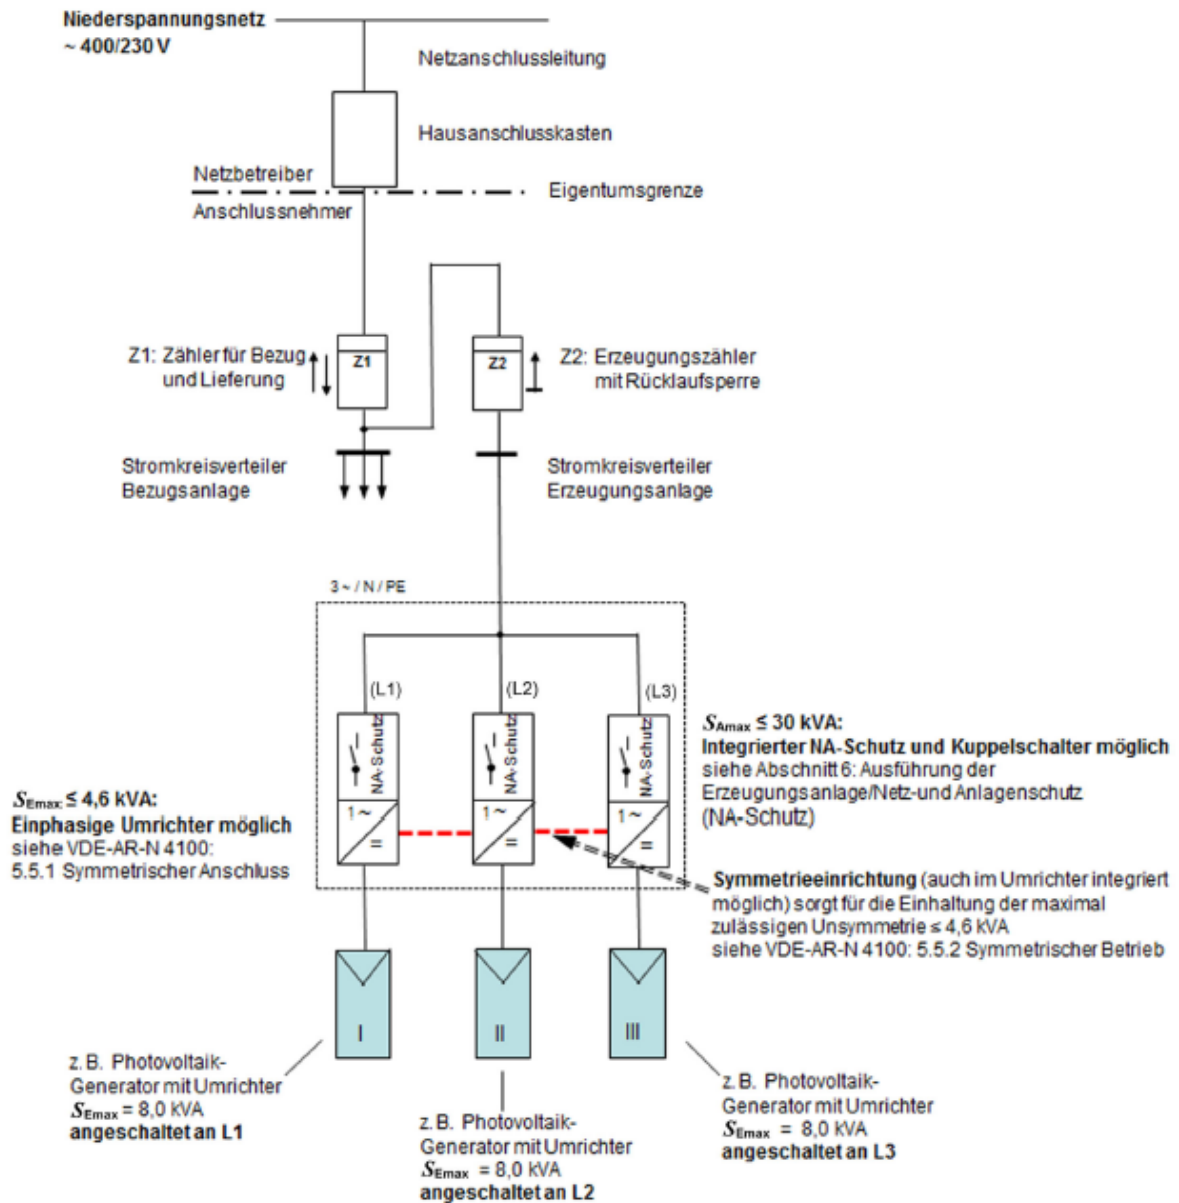 Niederspannungsnetz
~ 400/230 V
Netzanschlussleitung
Hausanschlusskasten
Netzbetreiber
Eigentumsgrenze
Anschlussnehmer
Z1: Zähler für Bezug
und Lieferung
Z1
Z2
Z2: Erzeugungszähler
mit Rücklaufsperre
Stromkreisverteiler
Bezugsanlage
Stromkreisverteiler
Erzeugungsanlage
3 ~ / N / PE
(L1)
(L2)
(L3)
NA-Schutz
NA-Schutz
NA-Schutz
1 ~
=
1 ~
=
1 ~
=
S_Amax ≤ 30 kVA:
Integrierter NA-Schutz und Kuppelschalter möglich
siehe Abschnitt 6: Ausführung der
Erzeugungsanlage/Netz-und Anlagenschutz
(NA-Schutz)
S_Emax ≤ 4,6 kVA:
Einphasige Umrichter möglich
siehe VDE-AR-N 4100:
5.5.1 Symmetrischer Anschluss
Symmetrieeinrichtung (auch im Umrichter integriert
möglich) sorgt für die Einhaltung der maximal
zulässigen Unsymmetrie ≤ 4,6 kVA
siehe VDE-AR-N 4100: 5.5.2 Symmetrischer Betrieb
I
II
III
z. B. Photovoltaik-
Generator mit Umrichter
S_Emax = 8,0 kVA
angeschaltet an L1
z. B. Photovoltaik-
Generator mit Umrichter
S_Emax = 8,0 kVA
angeschaltet an L2
z. B. Photovoltaik-
Generator mit Umrichter
S_Emax = 8,0 kVA
angeschaltet an L3